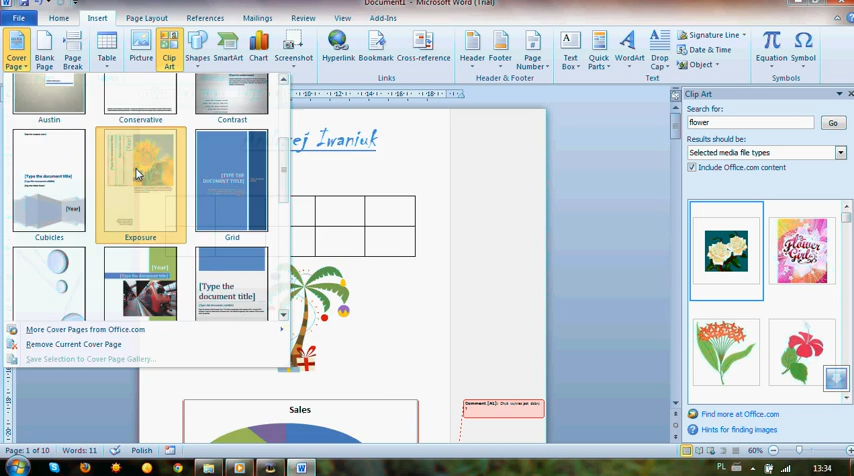 Document1 - Microsoft Word (Trial)
File Home Insert Page Layout References Mailings Review View Add-Ins
Cover Page
Blank Page
Page Break
Table
Picture
Clip Art
Shapes
SmartArt
Chart
Screenshot
Hyperlink
Bookmark
Cross-reference
Header
Footer
Page Number
Text Box
Quick Parts
WordArt
Drop Cap
Signature Line
Date & Time
Object
Equation
Symbol
Links
Header & Footer
Text
Symbols
Austin
Conservative
Contrast
[Type the document title]
[Year]
TYPE THE DOCUMENT TITLE
Cubicles
Exposure
Grid
[Year]
[Type the document title]
[Type the document title]
More Cover Pages from Office.com
Remove Current Cover Page
Save Selection to Cover Page Gallery...
Iwaniuk
Sales
Comment [A1]:
Clip Art
Search for:
flower
Go
Results should be:
Selected media file types
Include Office.com content
Flower Girl
Find more at Office.com
Hints for finding images
Page: 1 of 10
Words: 11
Polish
60%
PL
13:34